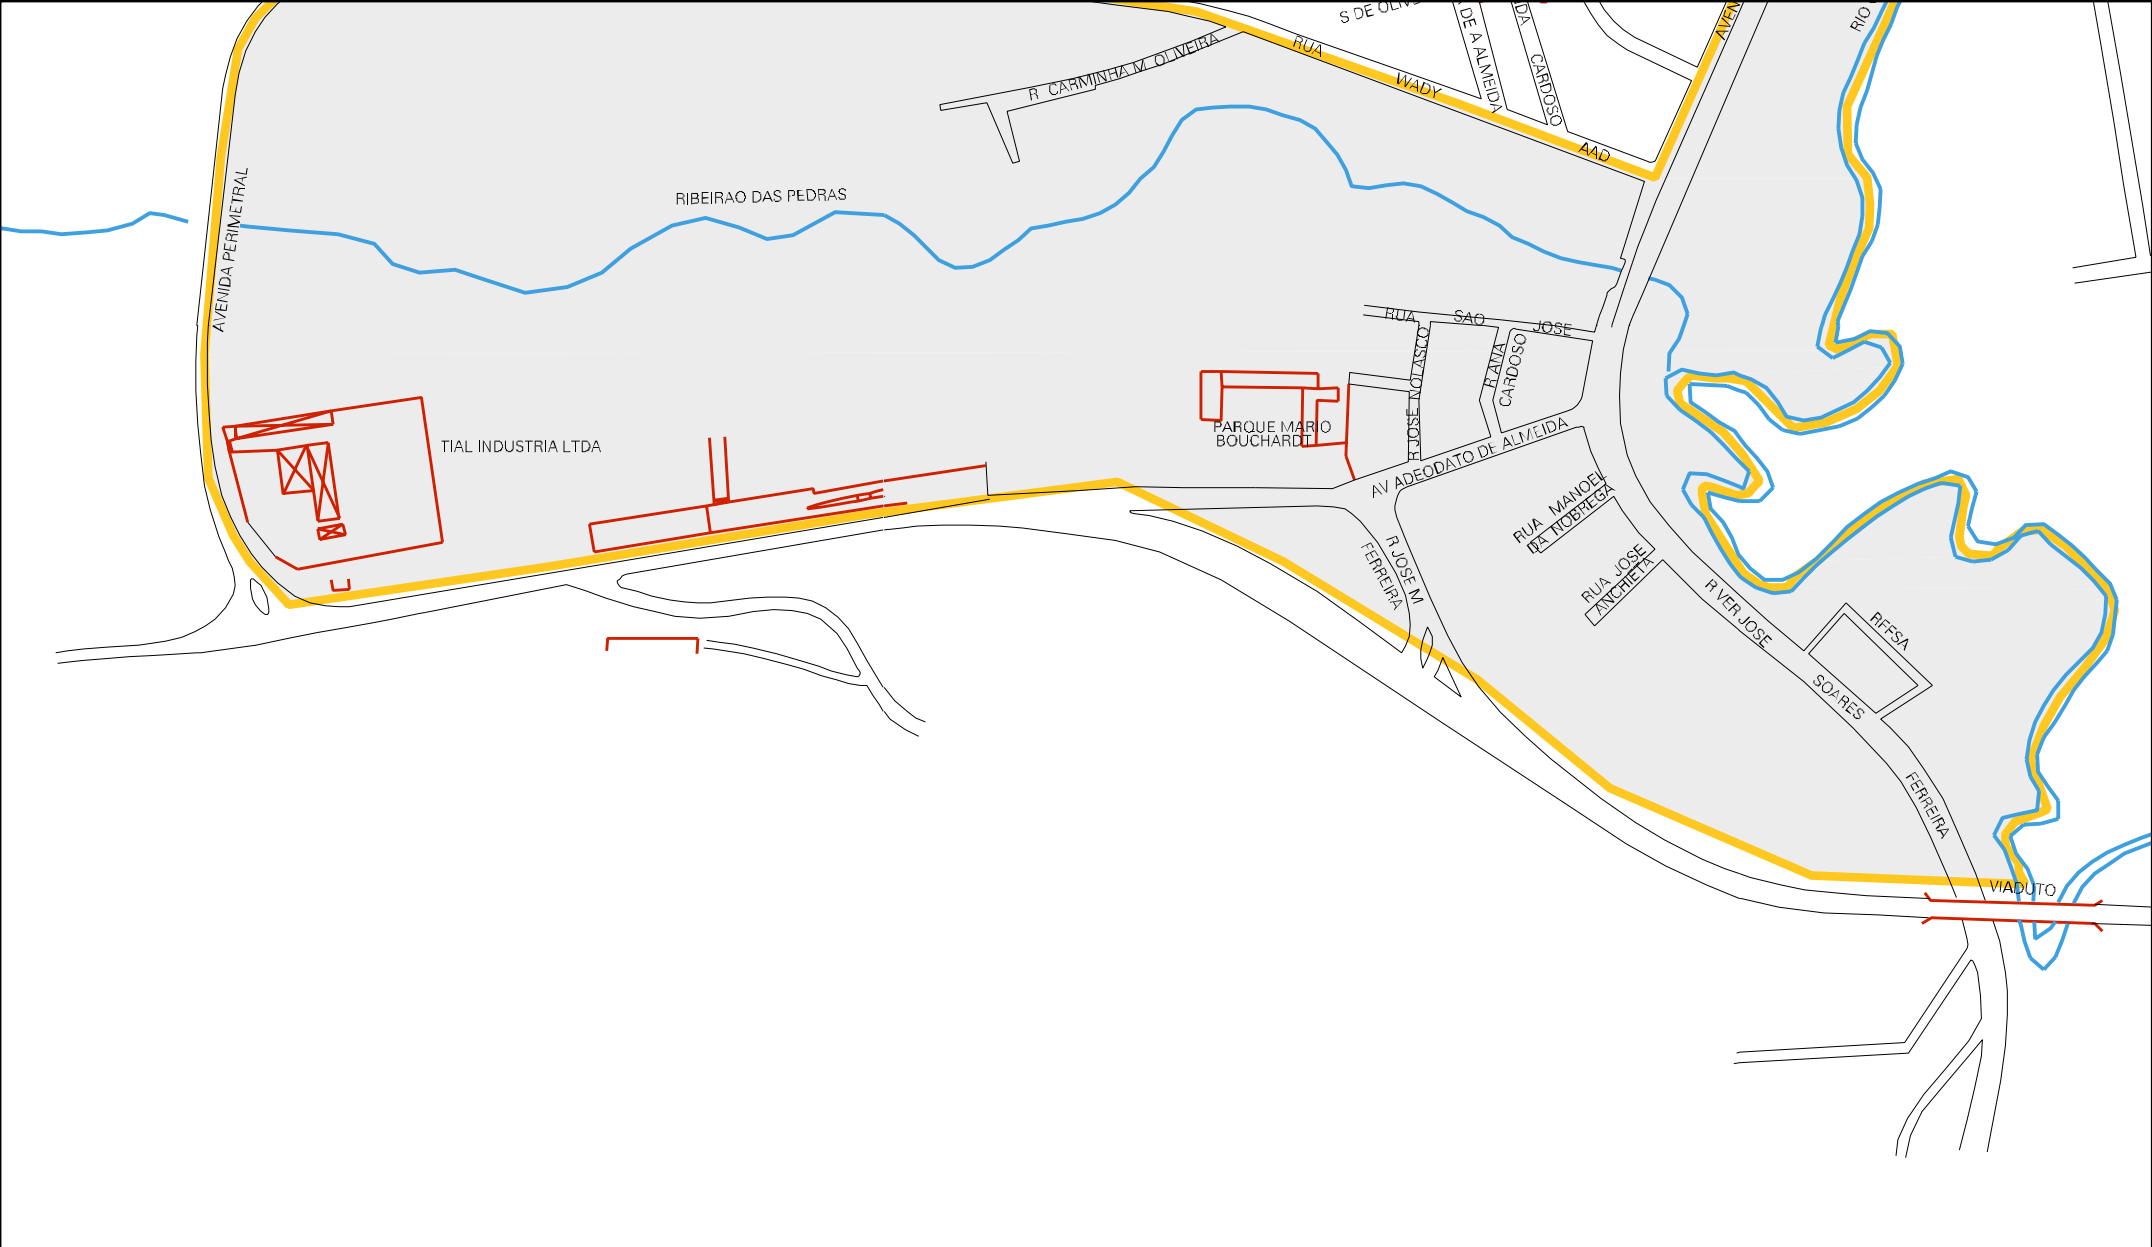 S DE OLIV
DE A ALMEIDA
DA CARDOSO
AVEN
RIO
RUA WADY AAD
R CARMINHA M OLIVEIRA
AVENIDA PERIMETRAL
RIBEIRAO DAS PEDRAS
RUA SAO JOSE
R JOSE NOLASCO
R ANA
CARDOSO
TIAL INDUSTRIA LTDA
PARQUE MARIO
BOUCHARDT
AV ADEODATO DE ALMEIDA
RUA MANOEL
DA NOBREGA
R JOSE M
FERREIRA
RUA JOSE
ANCHIETA
R VER JOSE SOARES FERREIRA
RFFSA
VIADUTO